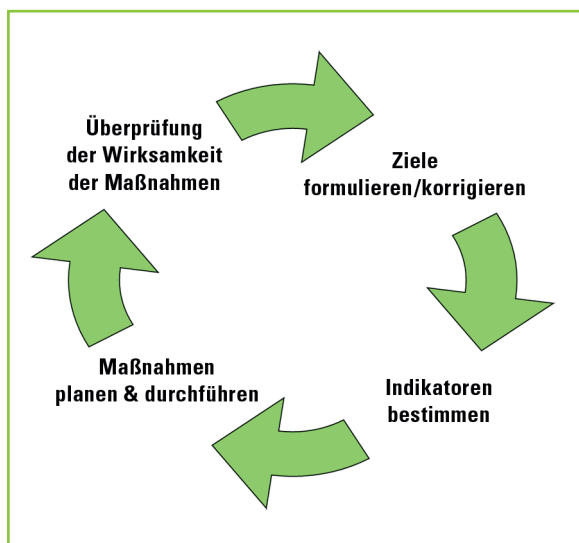 Überprüfung
der Wirksamkeit
der Maßnahmen
Ziele
formulieren/korrigieren
Indikatoren
bestimmen
Maßnahmen
planen & durchführen